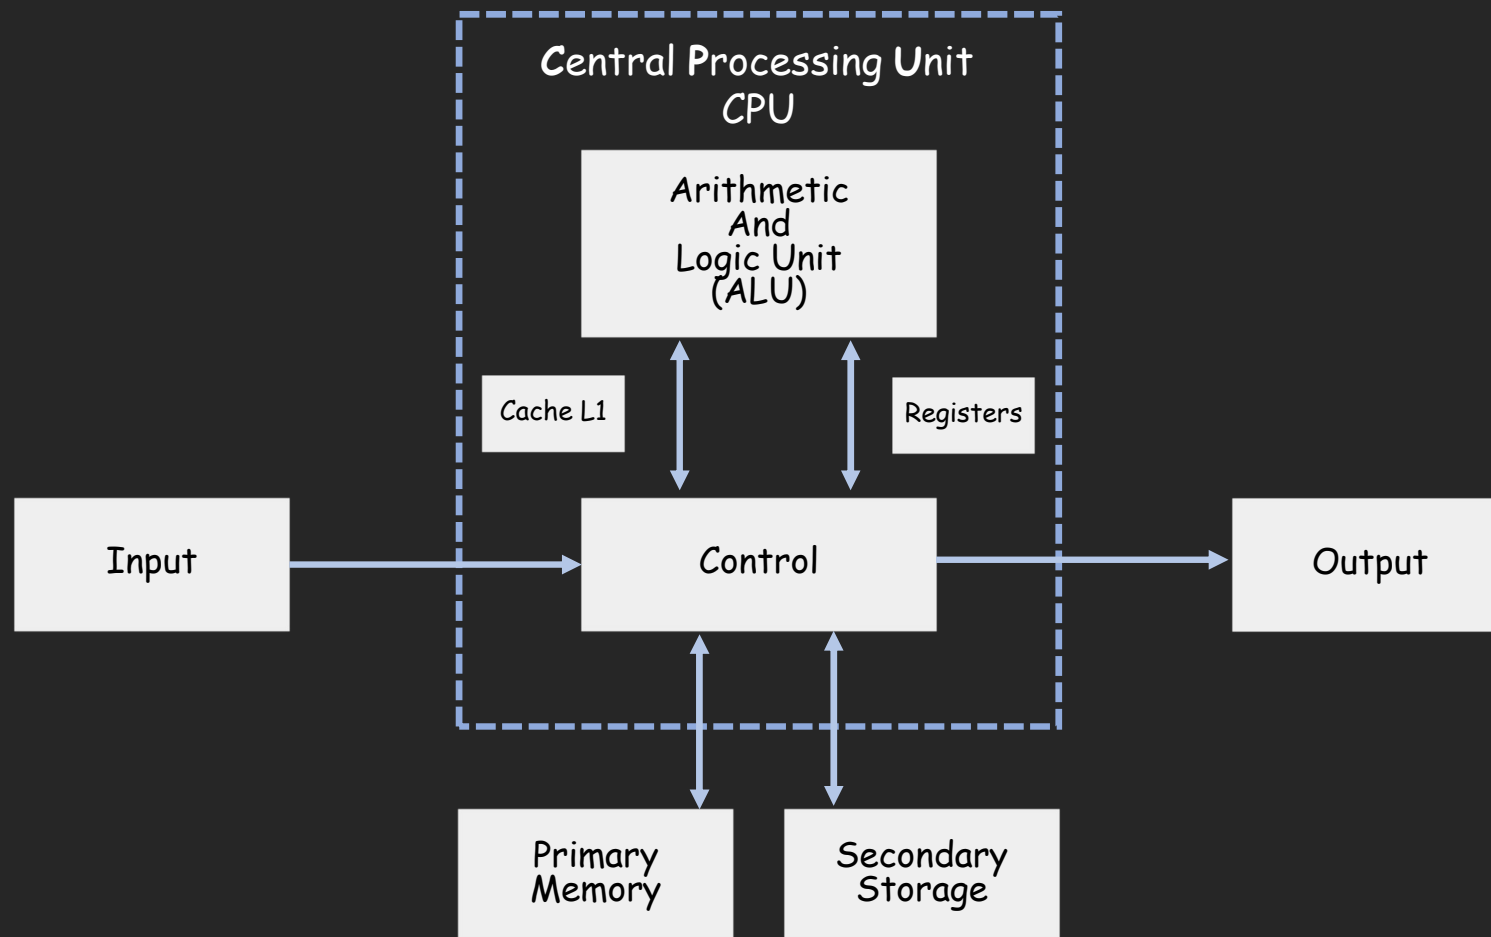 Central Processing Unit
CPU
Arithmetic
And
Logic Unit
(ALU)
Cache L1
Registers
Input
Control
Output
Primary
Memory
Secondary
Storage